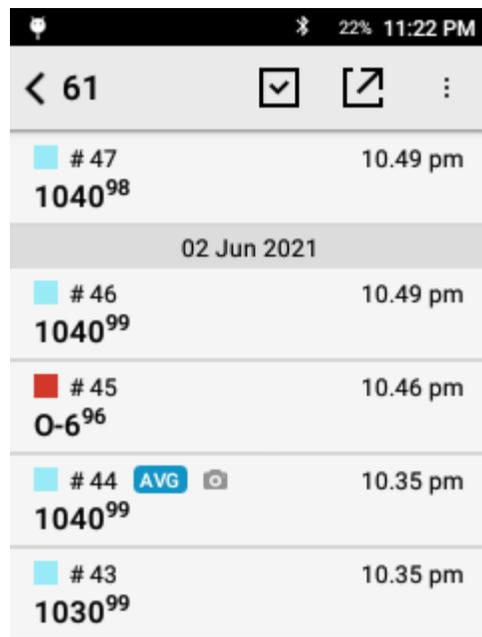 22% 11:22 PM
61
# 47 10.49 pm
1040⁹⁸
02 Jun 2021
# 46 10.49 pm
1040⁹⁹
# 45 10.46 pm
O-6⁹⁶
# 44 AVG 10.35 pm
1040⁹⁹
# 43 10.35 pm
1030⁹⁹